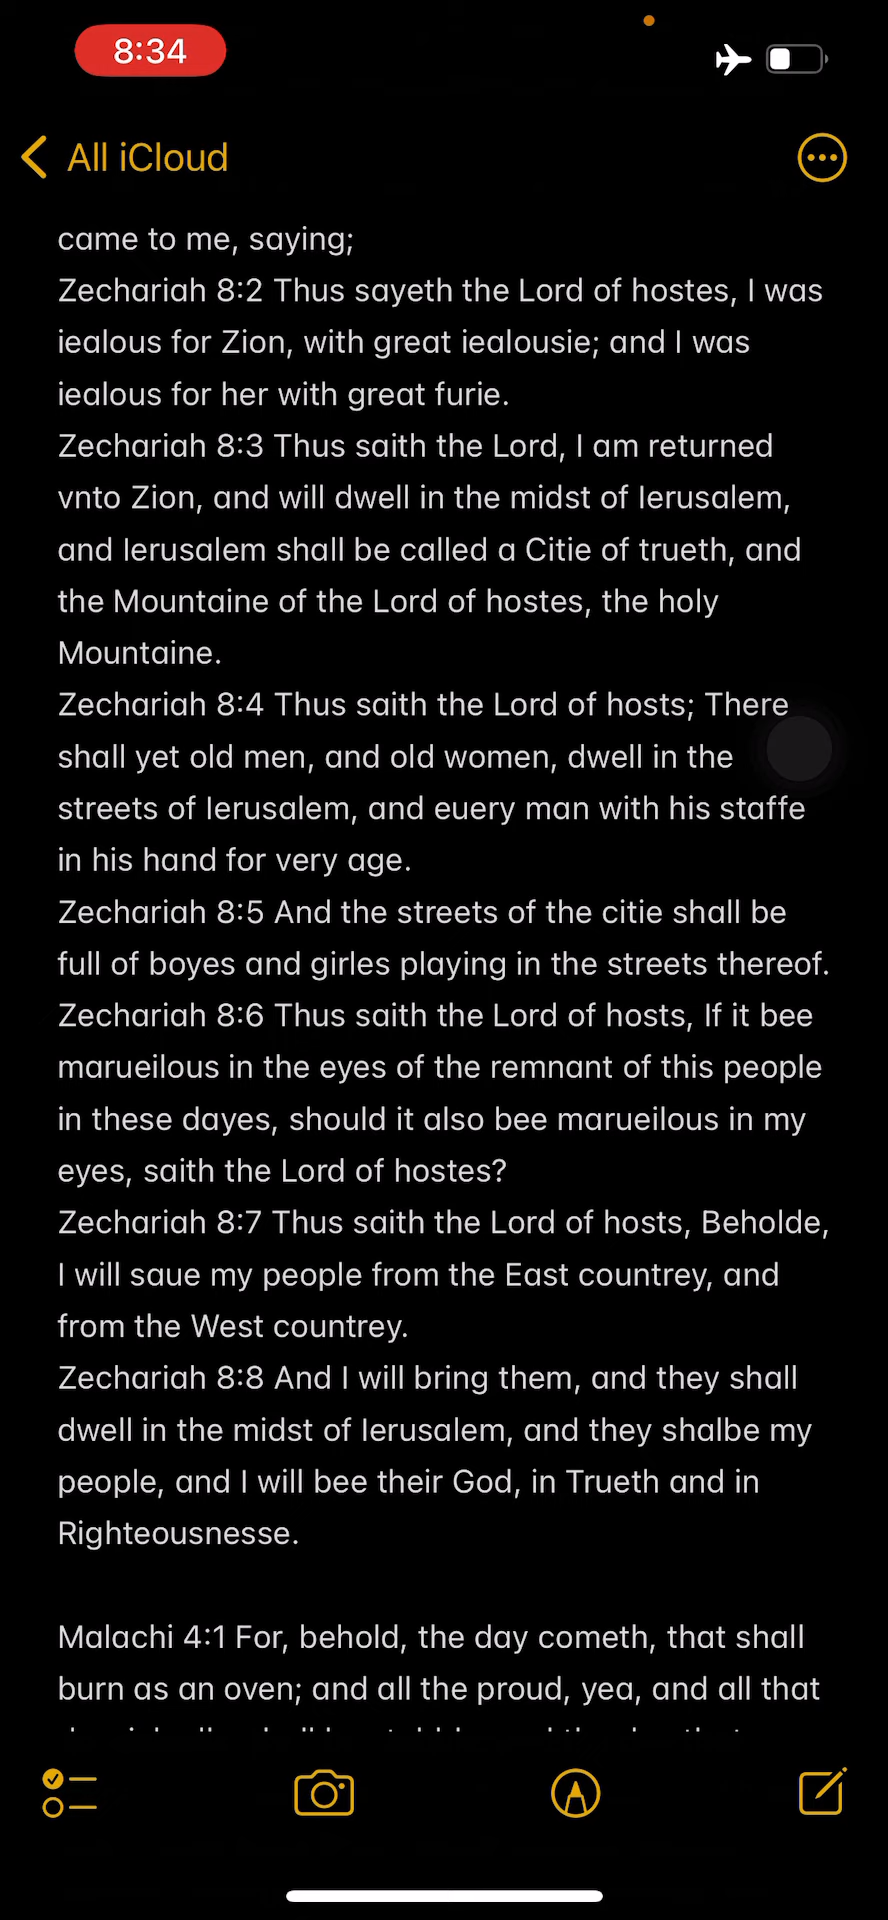 8:34
All iCloud
came to me, saying;
Zechariah 8:2 Thus sayeth the Lord of hostes, I was
iealous for Zion, with great iealousie; and I was
iealous for her with great furie.
Zechariah 8:3 Thus saith the Lord, I am returned
vnto Zion, and will dwell in the midst of Ierusalem,
and Ierusalem shall be called a Citie of trueth, and
the Mountaine of the Lord of hostes, the holy
Mountaine.
Zechariah 8:4 Thus saith the Lord of hosts; There
shall yet old men, and old women, dwell in the
streets of Ierusalem, and euery man with his staffe
in his hand for very age.
Zechariah 8:5 And the streets of the citie shall be
full of boyes and girles playing in the streets thereof.
Zechariah 8:6 Thus saith the Lord of hosts, If it bee
marueilous in the eyes of the remnant of this people
in these dayes, should it also bee marueilous in my
eyes, saith the Lord of hostes?
Zechariah 8:7 Thus saith the Lord of hosts, Beholde,
I will saue my people from the East countrey, and
from the West countrey.
Zechariah 8:8 And I will bring them, and they shall
dwell in the midst of Ierusalem, and they shalbe my
people, and I will bee their God, in Trueth and in
Righteousnesse.
Malachi 4:1 For, behold, the day cometh, that shall
burn as an oven; and all the proud, yea, and all that